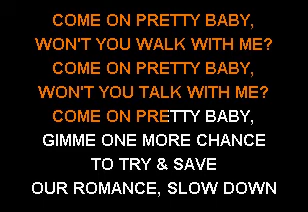 COME ON PRETTY BABY,
WON'T YOU WALK WITH ME?
COME ON PRETTY BABY,
WON'T YOU TALK WITH ME?
COME ON PRETTY BABY,
GIMME ONE MORE CHANCE
TO TRY & SAVE
OUR ROMANCE, SLOW DOWN